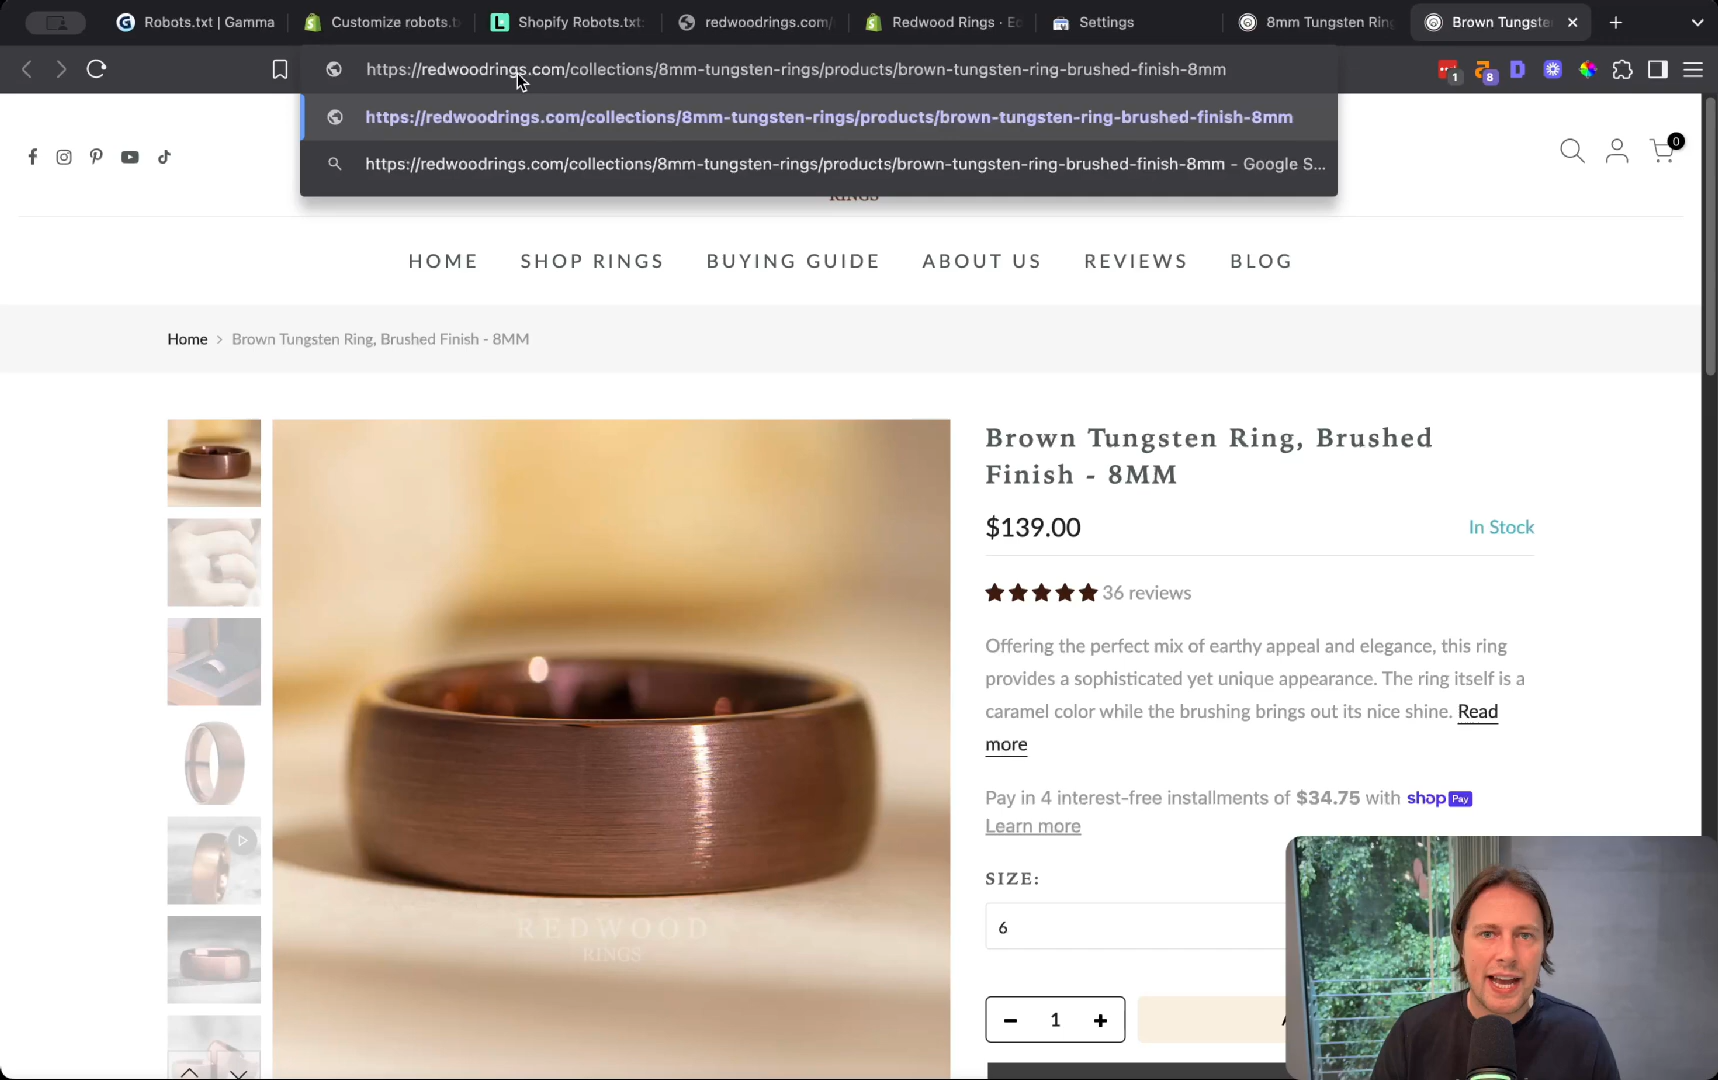 Robots.txt | Gamma
Customize robots.t
Shopify Robots.txt:
redwoodrings.com/
Redwood Rings · Ec
Settings
8mm Tungsten Rin
Brown Tungste
https://redwoodrings.com/collections/8mm-tungsten-rings/products/brown-tungsten-ring-brushed-finish-8mm
1
8
https://redwoodrings.com/collections/8mm-tungsten-rings/products/brown-tungsten-ring-brushed-finish-8mm
https://redwoodrings.com/collections/8mm-tungsten-rings/products/brown-tungsten-ring-brushed-finish-8mm - Google S...
0
RINGS
HOME
SHOP RINGS
BUYING GUIDE
ABOUT US
REVIEWS
BLOG
Home > Brown Tungsten Ring, Brushed Finish - 8MM
Brown Tungsten Ring, Brushed
Finish - 8MM
$139.00
In Stock
36 reviews
Offering the perfect mix of earthy appeal and elegance, this ring
provides a sophisticated yet unique appearance. The ring itself is a
caramel color while the brushing brings out its nice shine. Read
more
Pay in 4 interest-free installments of $34.75 with shop Pay
Learn more
SIZE:
6
− 1 +
REDWOOD
RINGS